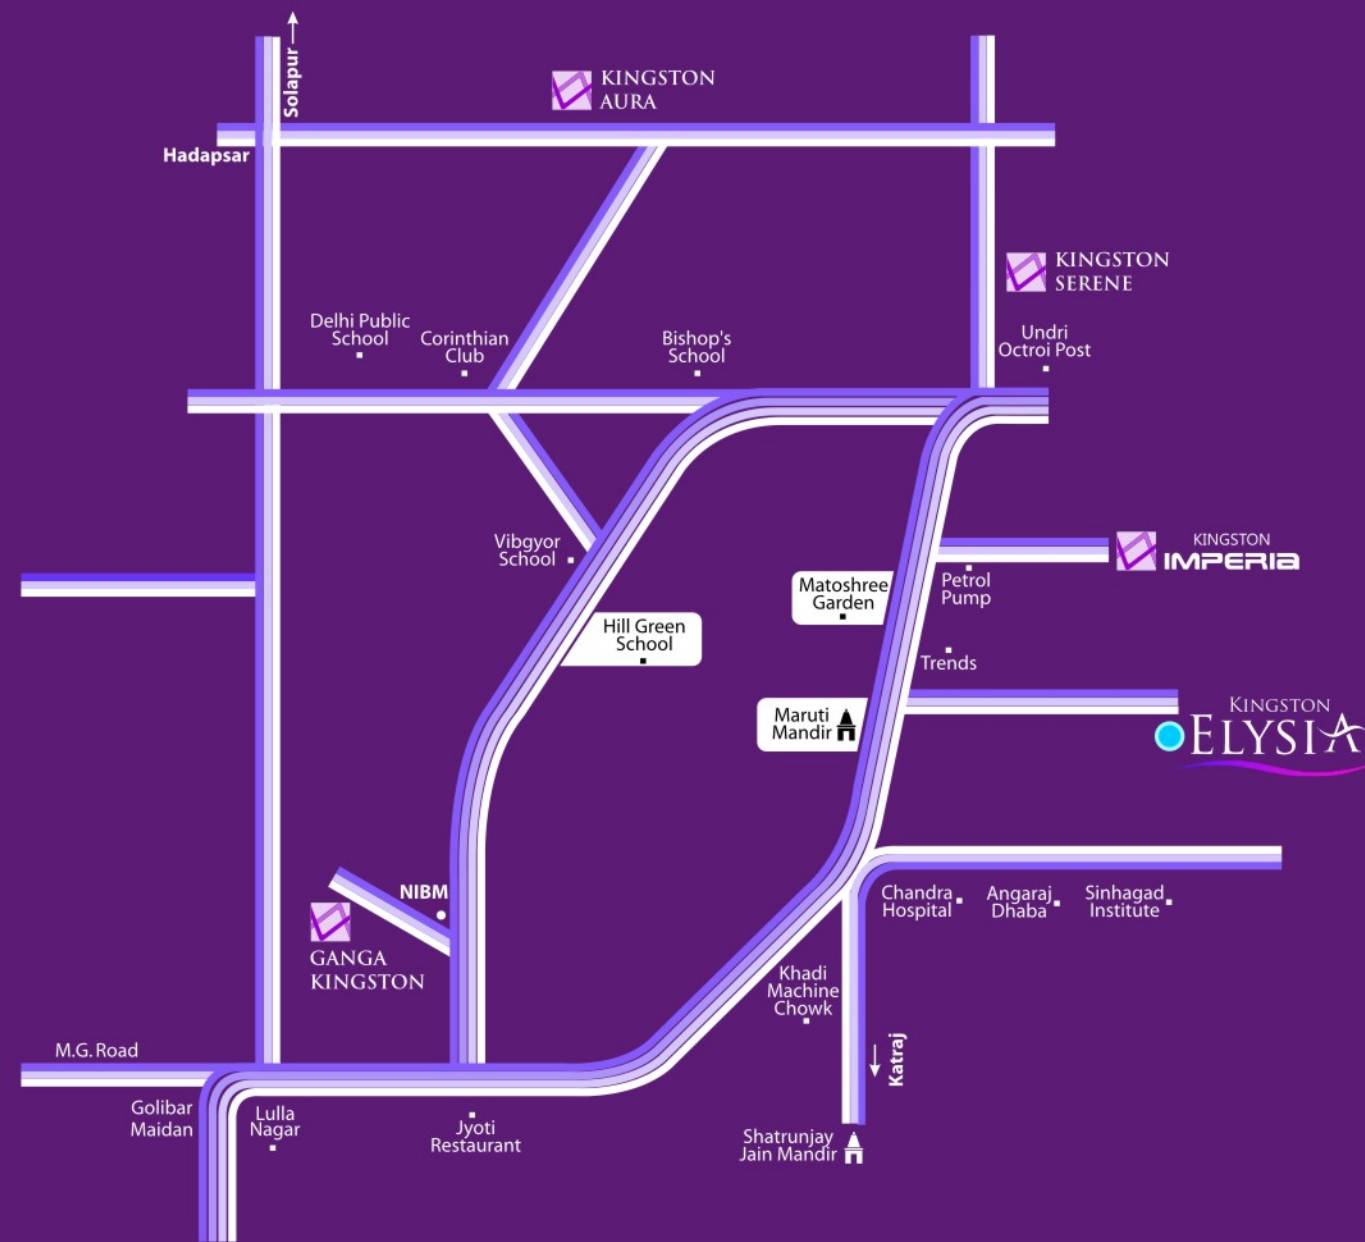 Solapur
KINGSTON
AURA
Hadapsar
KINGSTON
SERENE
Delhi Public
School
Corinthian
Club
Bishop's
School
Undri
Octroi Post
Vibgyor
School
KINGSTON
IMPERIA
Matoshree
Garden
Petrol
Pump
Hill Green
School
Trends
Maruti
Mandir
KINGSTON
ELYSIA
NIBM
Chandra
Hospital
Angaraj
Dhaba
Sinhagad
Institute
GANGA
KINGSTON
Khadi
Machine
Chowk
Katraj
M.G. Road
Golibar
Maidan
Lulla
Nagar
Jyoti
Restaurant
Shatrunjay
Jain Mandir